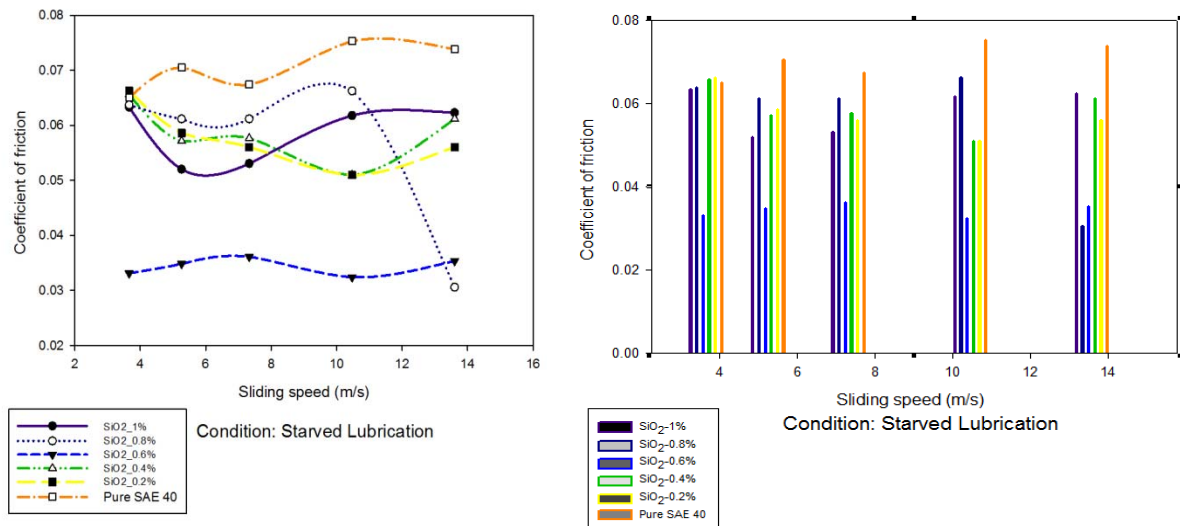 0.08
0.07
0.06
0.05
0.04
0.03
0.02
Coefficient of friction
2 4 6 8 10 12 14 16
Sliding speed (m/s)
SiO2_1%
SiO2_0.8%
SiO2_0.6%
SiO2_0.4%
SiO2_0.2%
Pure SAE 40
Condition: Starved Lubrication
0.08
0.06
0.04
0.02
0.00
Coefficient of friction
4 6 8 10 12 14
Sliding speed (m/s)
Condition: Starved Lubrication
SiO2-1%
SiO2-0.8%
SiO2-0.6%
SiO2-0.4%
SiO2-0.2%
Pure SAE 40